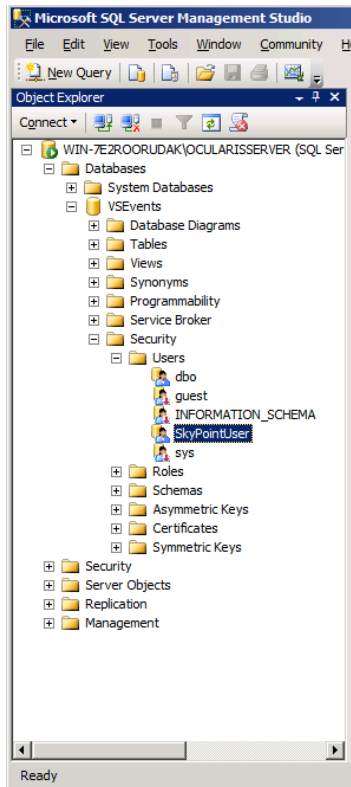 Microsoft SQL Server Management Studio
File Edit View Tools Window Community H
New Query
Object Explorer
Connect
WIN-7E2ROORUDAK\OCULARISSERVER (SQL Ser
Databases
System Databases
VSEvents
Database Diagrams
Tables
Views
Synonyms
Programmability
Service Broker
Security
Users
dbo
guest
INFORMATION_SCHEMA
SkyPointUser
sys
Roles
Schemas
Asymmetric Keys
Certificates
Symmetric Keys
Security
Server Objects
Replication
Management
Ready